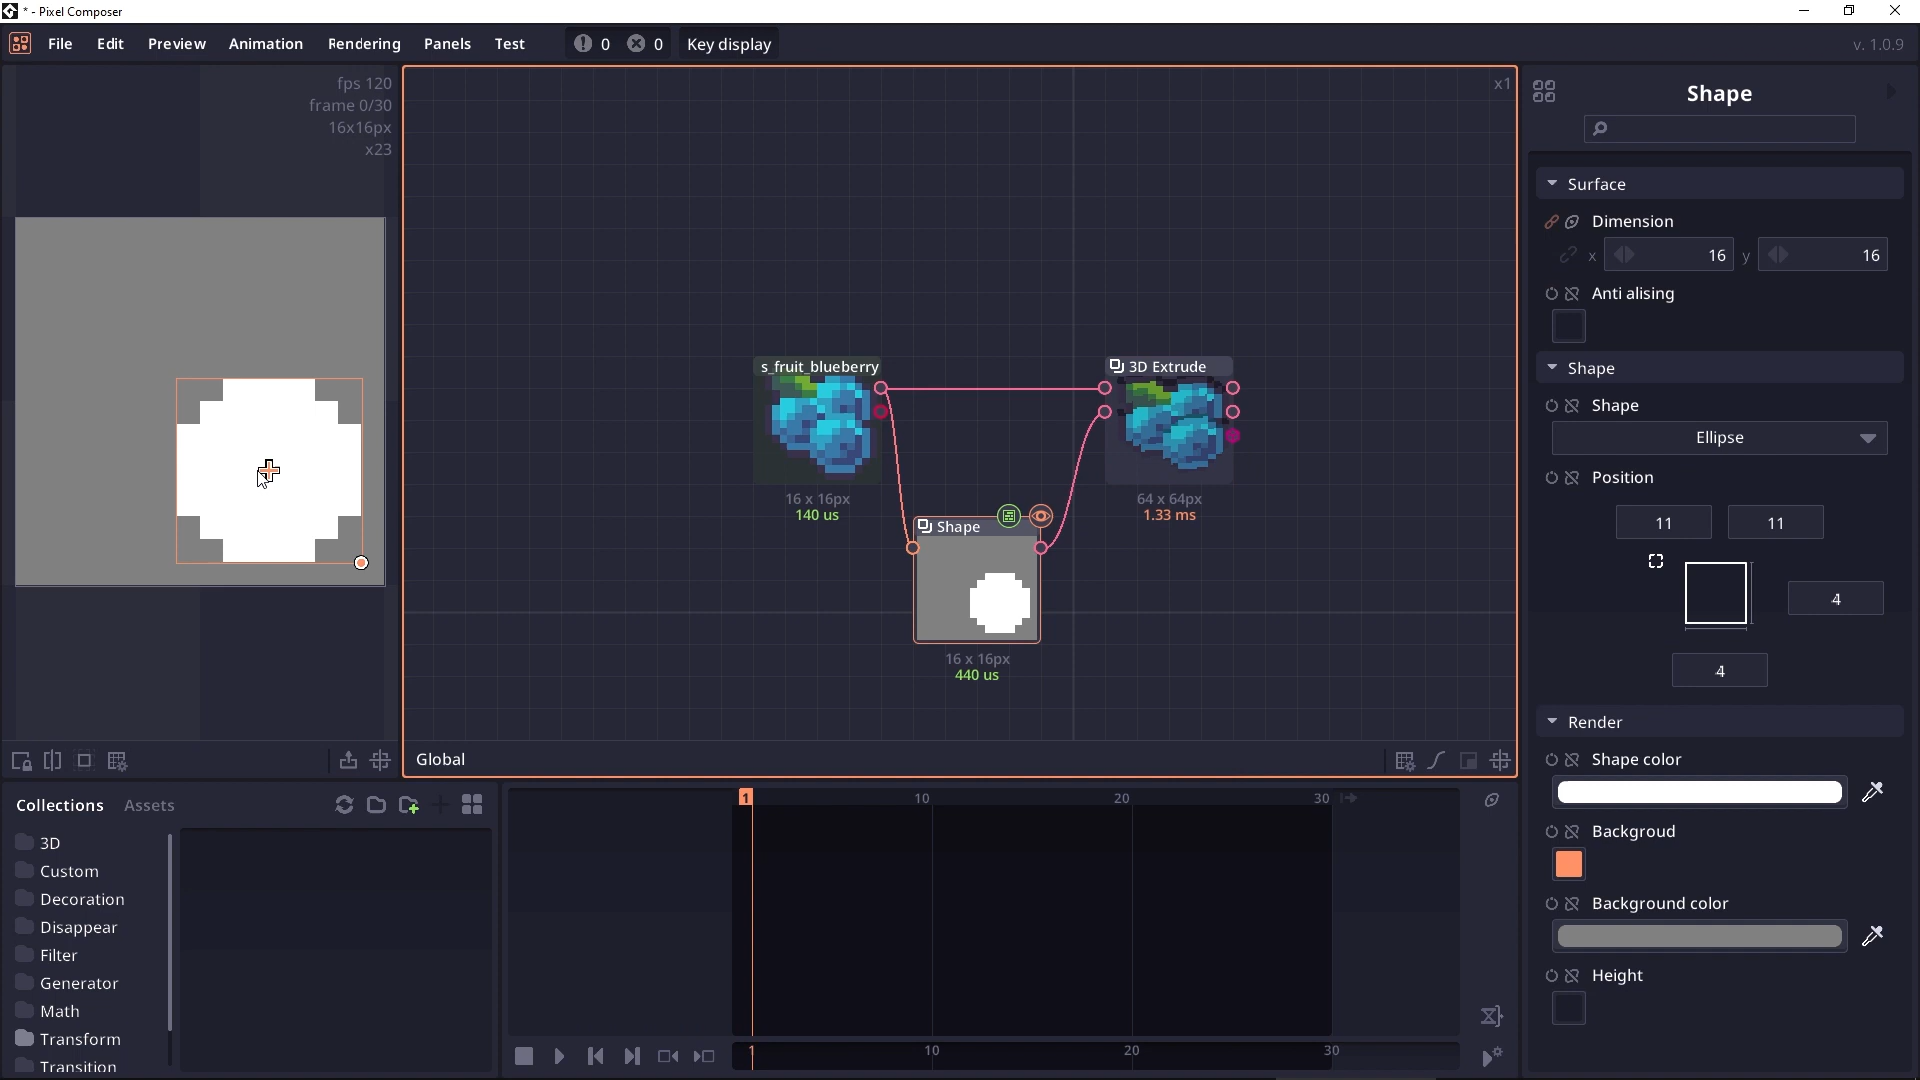 * - Pixel Composer
File Edit Preview Animation Rendering Panels Test 0 0 Key display v. 1.0.9
fps 120
frame 0/30
16x16px
x23
x1
s_fruit_blueberry
16 x 16px
140 us
3D Extrude
64 x 64px
1.33 ms
Shape
16 x 16px
440 us
Global
Shape
Surface
Dimension
x 16 y 16
Anti alising
Shape
Shape
Ellipse
Position
11 11
4
4
Render
Shape color
Backgroud
Background color
Height
Collections Assets
3D
Custom
Decoration
Disappear
Filter
Generator
Math
Transform
Transition
1 10 20 30
1 10 20 30